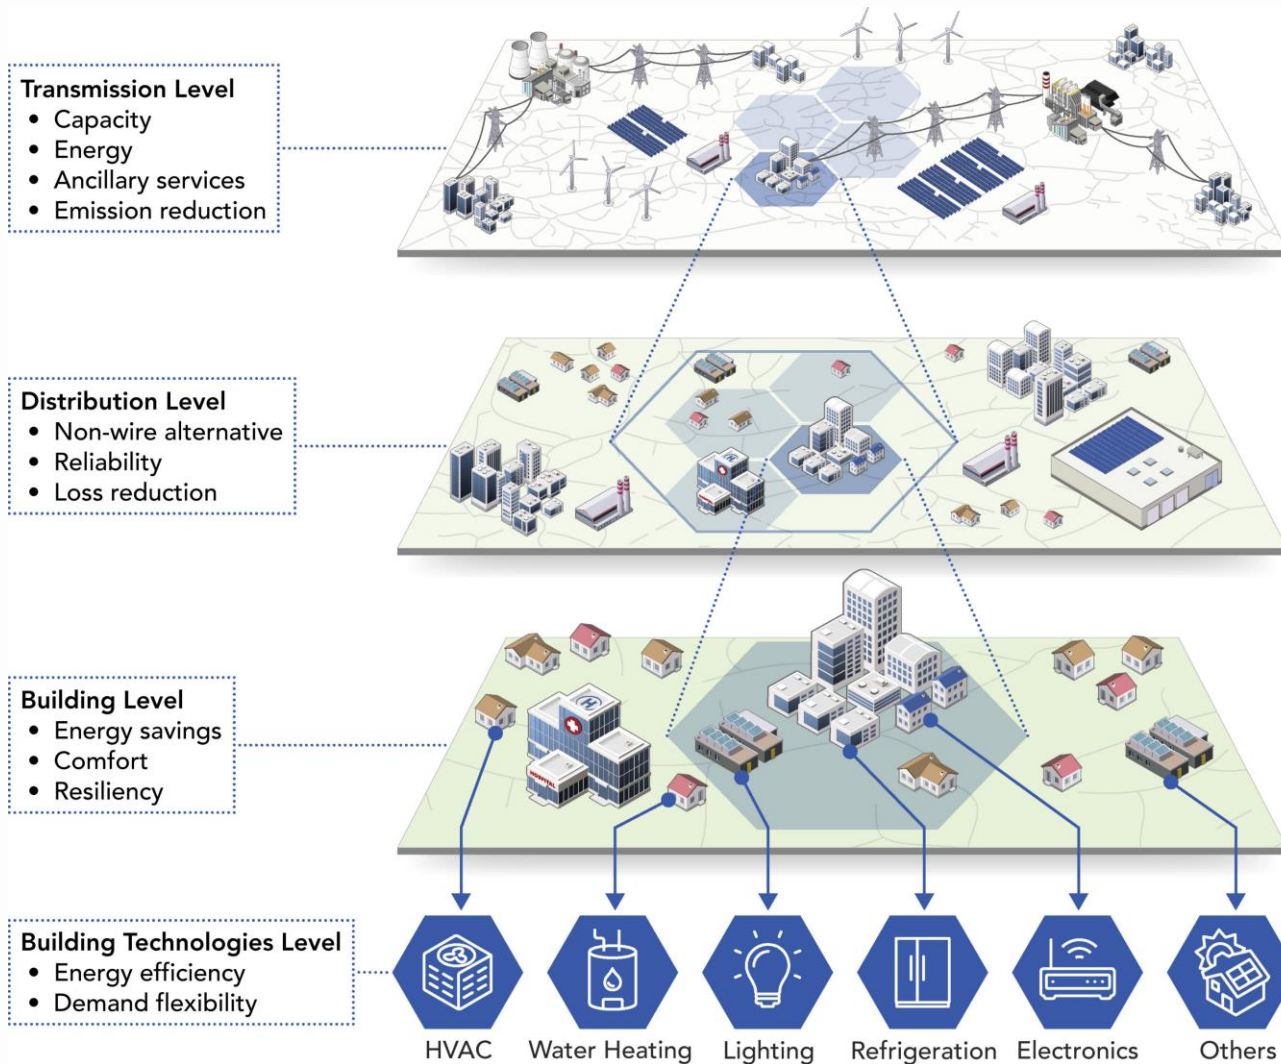 Transmission Level
• Capacity
• Energy
• Ancillary services
• Emission reduction
Distribution Level
• Non-wire alternative
• Reliability
• Loss reduction
H
Building Level
• Energy savings
• Comfort
• Resiliency
H
HOSPITAL
Building Technologies Level
• Energy efficiency
• Demand flexibility
HVAC
Water Heating
Lighting
Refrigeration
Electronics
Others